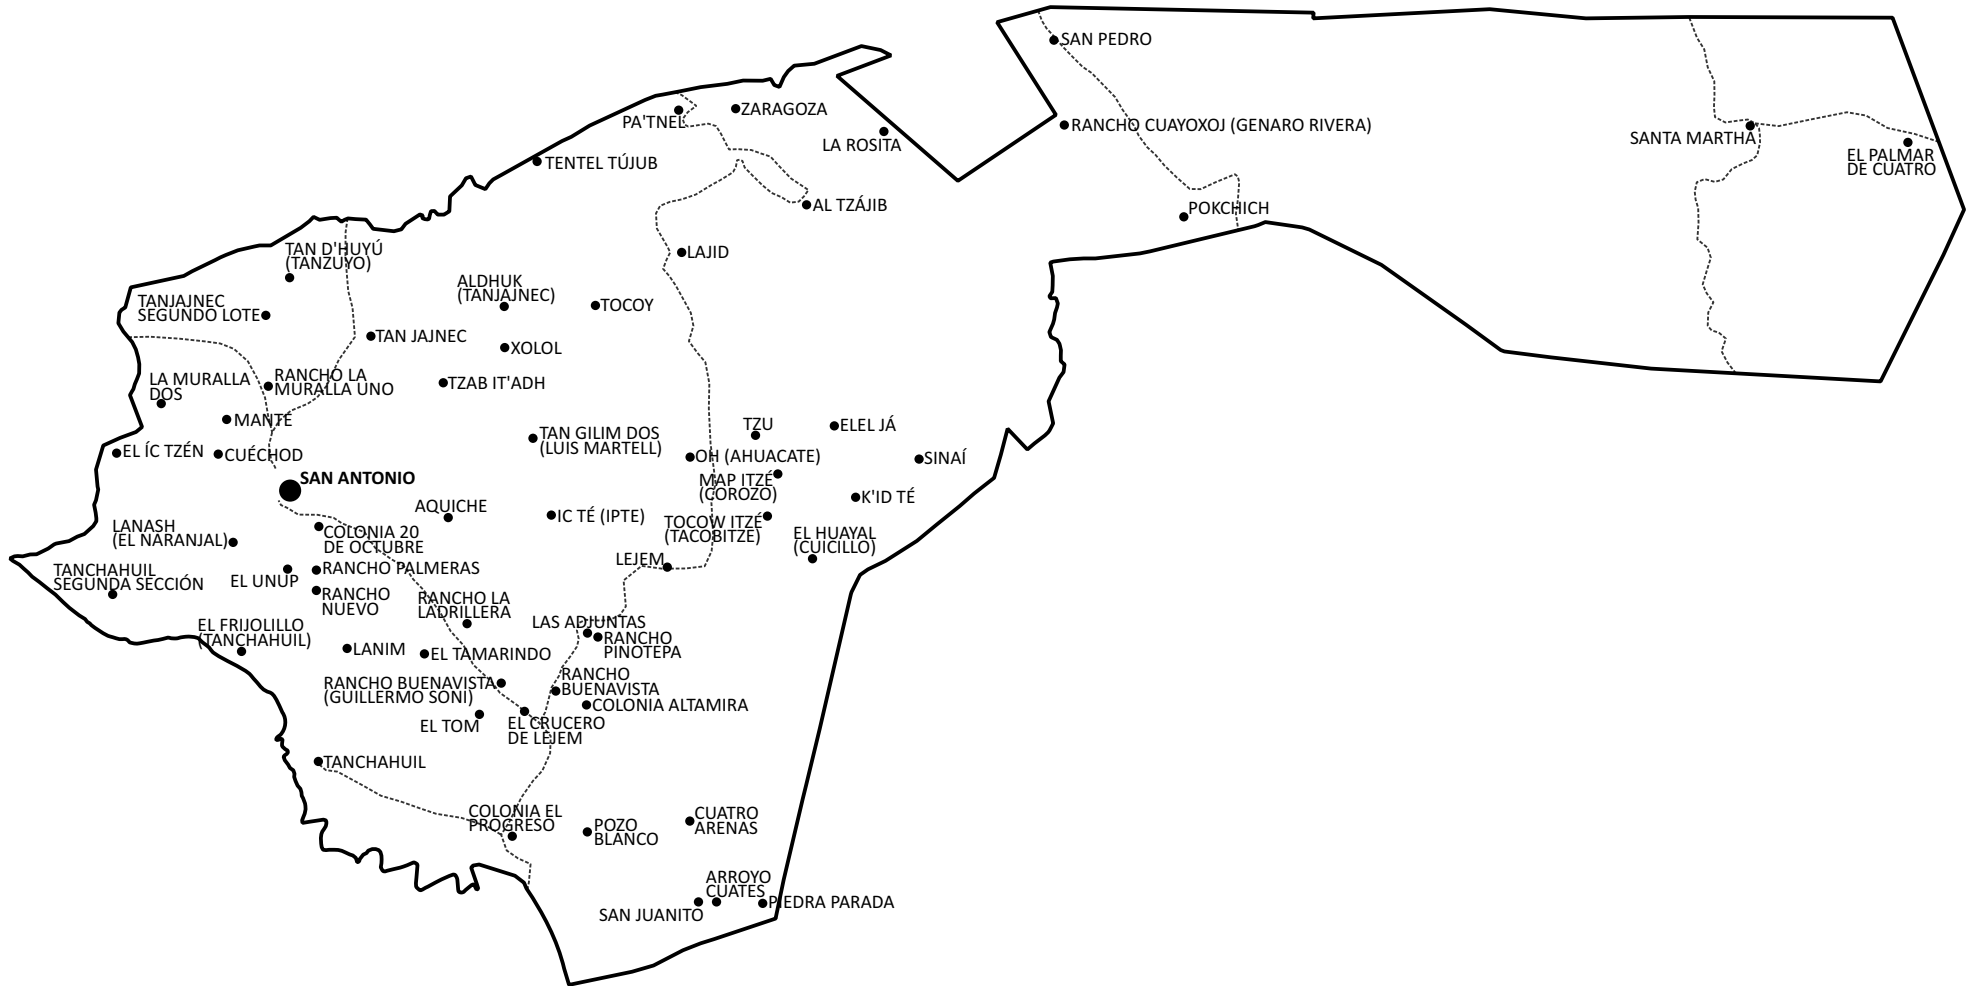 SAN PEDRO
ZARAGOZA
PA'TNEL
RANCHO CUAYOXOJ (GENARO RIVERA)
LA ROSITA
SANTA MARTHA
EL PALMAR
DE CUATRO
TENTEL TÚJUB
AL TZÁJIB
POKCHICH
TAN D'HUYÚ
(TANZUYO)
LAJID
ALDHUK
(TANJAJNEC)
TANJAJNEC
SEGUNDO LOTE
TOCOY
TAN JAJNEC
XOLOL
LA MURALLA
DOS
RANCHO LA
MURALLA UNO
TZAB IT'ADH
MANTE
TZU
ELEL JÁ
TAN GILIM DOS
(LUIS MARTELL)
EL ÍC TZÉN
CUÉCHOD
OH (AHUACATE)
SINAÍ
SAN ANTONIO
MAP ITZÉ
(COROZO)
K'ID TÉ
AQUICHE
IC TÉ (IPTE)
TOCOW ITZÉ
(TACOBITZE)
LANASH
(EL NARANJAL)
COLONIA 20
DE OCTUBRE
EL HUAYAL
(CUICILLO)
LEJEM
TANCHAHUIL
SEGUNDA SECCIÓN
EL UNUP
RANCHO PALMERAS
RANCHO
NUEVO
RANCHO LA
LADRILLERA
EL FRIJOLILLO
(TANCHAHUIL)
LAS ADJUNTAS
RANCHO
PINOTEPA
LANIM
EL TAMARINDO
RANCHO BUENAVISTA
(GUILLERMO SONI)
RANCHO
BUENAVISTA
COLONIA ALTAMIRA
EL TOM
EL CRUCERO
DE LEJEM
TANCHAHUIL
COLONIA EL
PROGRESO
POZO
BLANCO
CUATRO
ARENAS
ARROYO
CUATES
SAN JUANITO
PIEDRA PARADA